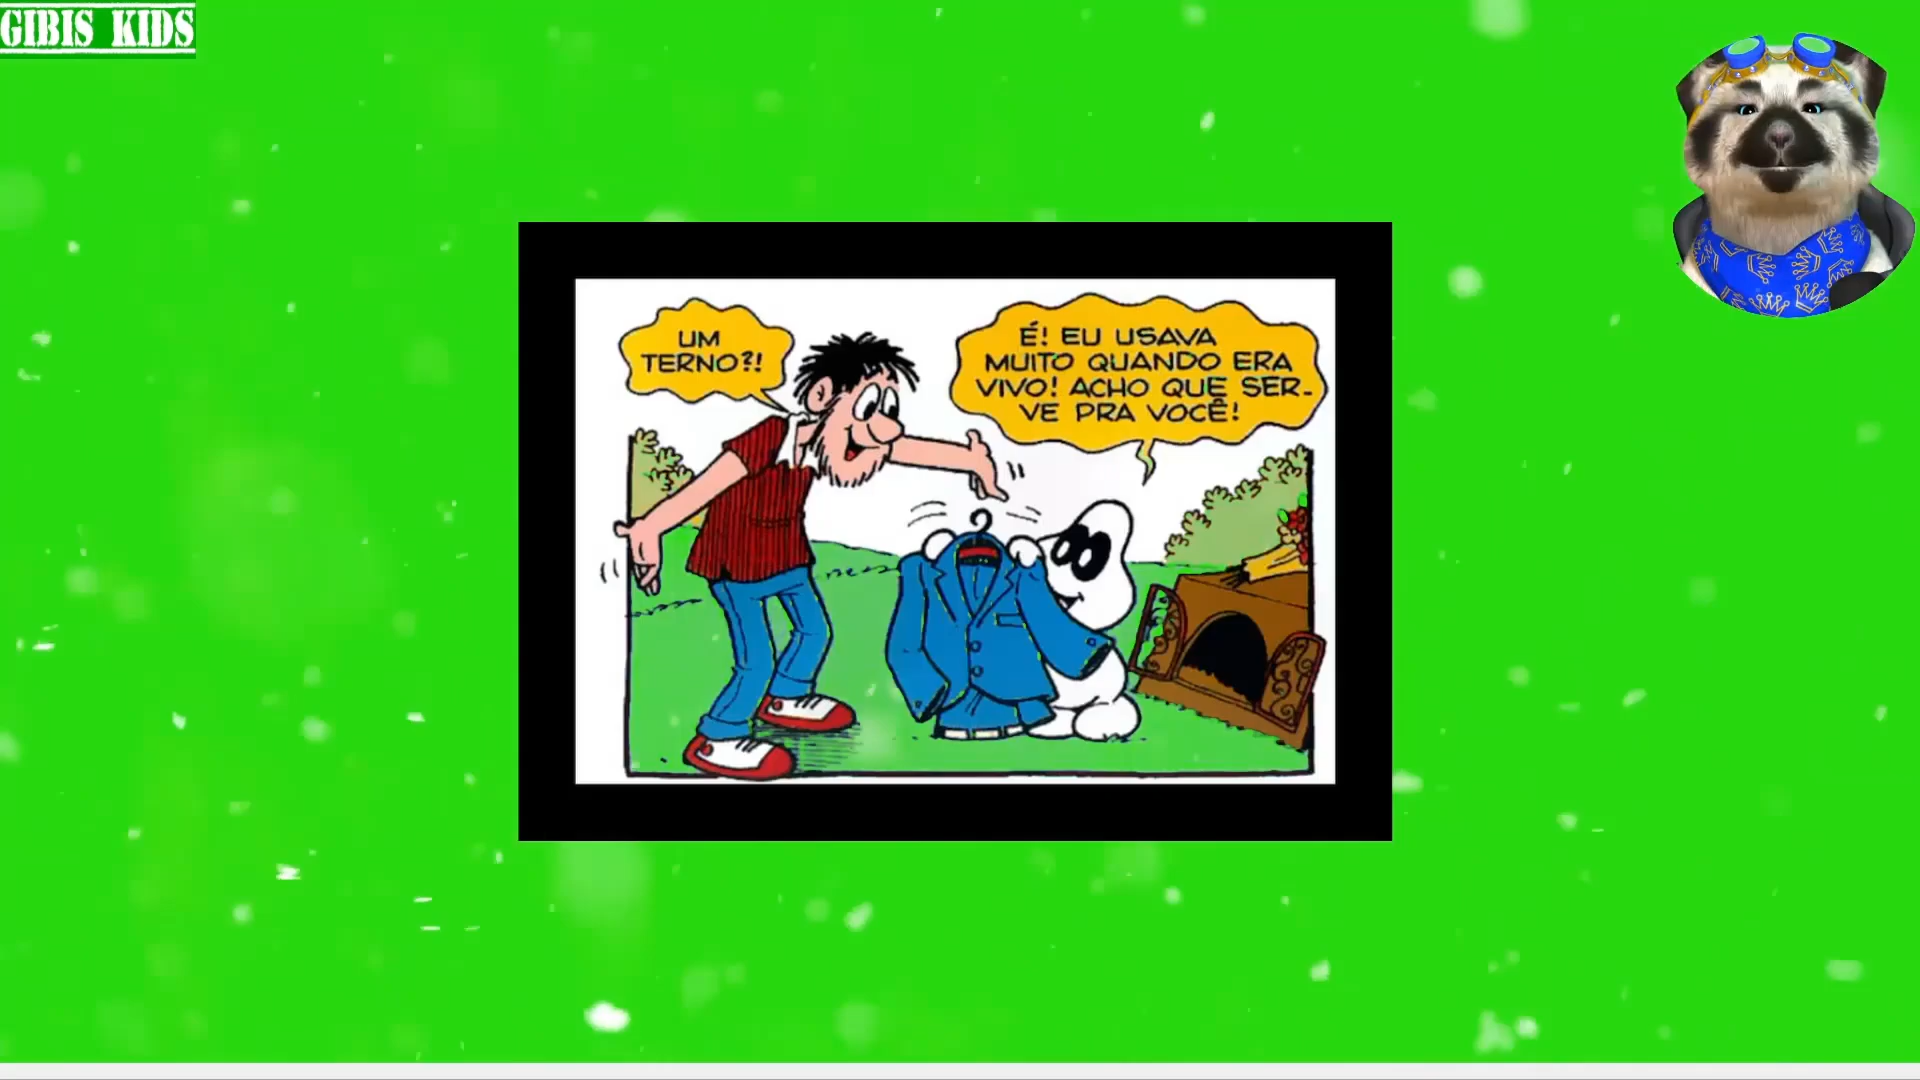 GIBIS KIDS
UM
TERNO?!
É! EU USAVA
MUITO QUANDO ERA
VIVO! ACHO QUE SER-
VE PRA VOCÊ!